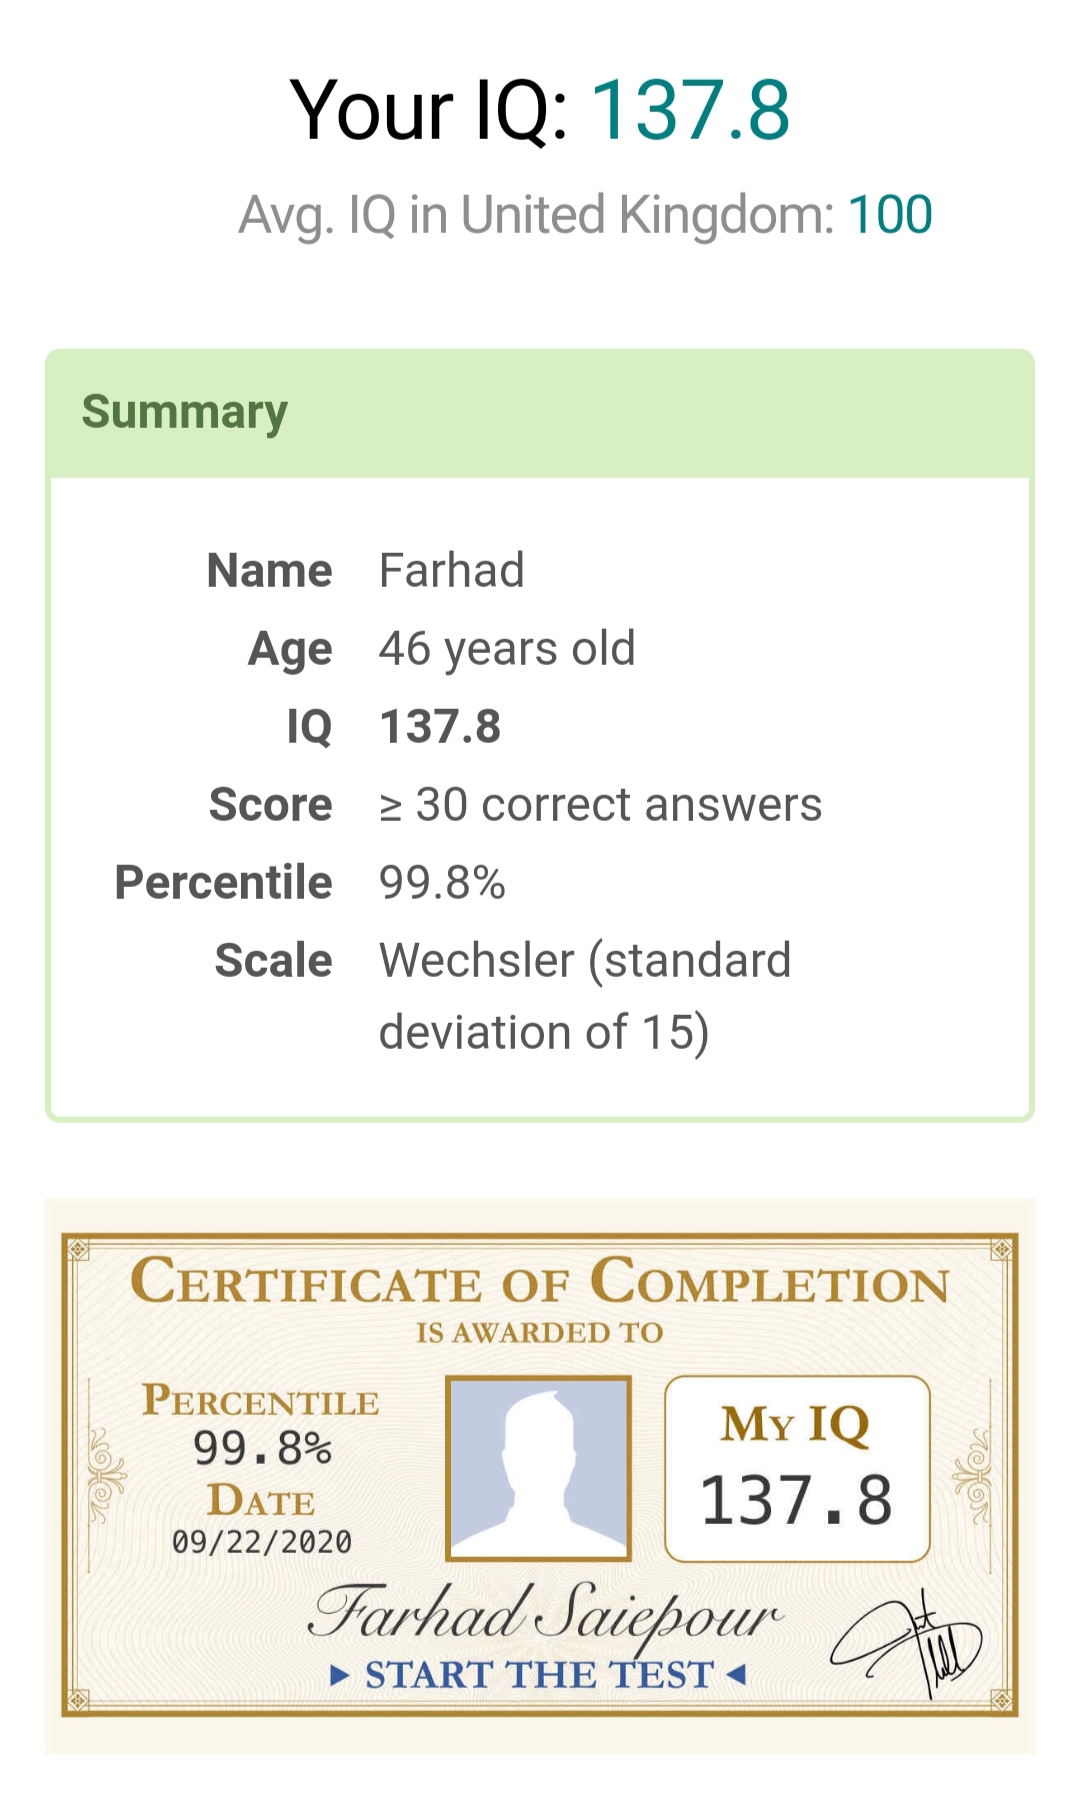 Your IQ: 137.8
Avg. IQ in United Kingdom: 100
Summary
Name Farhad
Age 46 years old
IQ 137.8
Score ≥ 30 correct answers
Percentile 99.8%
Scale Wechsler (standard
deviation of 15)
CERTIFICATE OF COMPLETION
IS AWARDED TO
PERCENTILE
99.8%
DATE
09/22/2020
MY IQ
137.8
Farhad Saiepour
► START THE TEST ◄